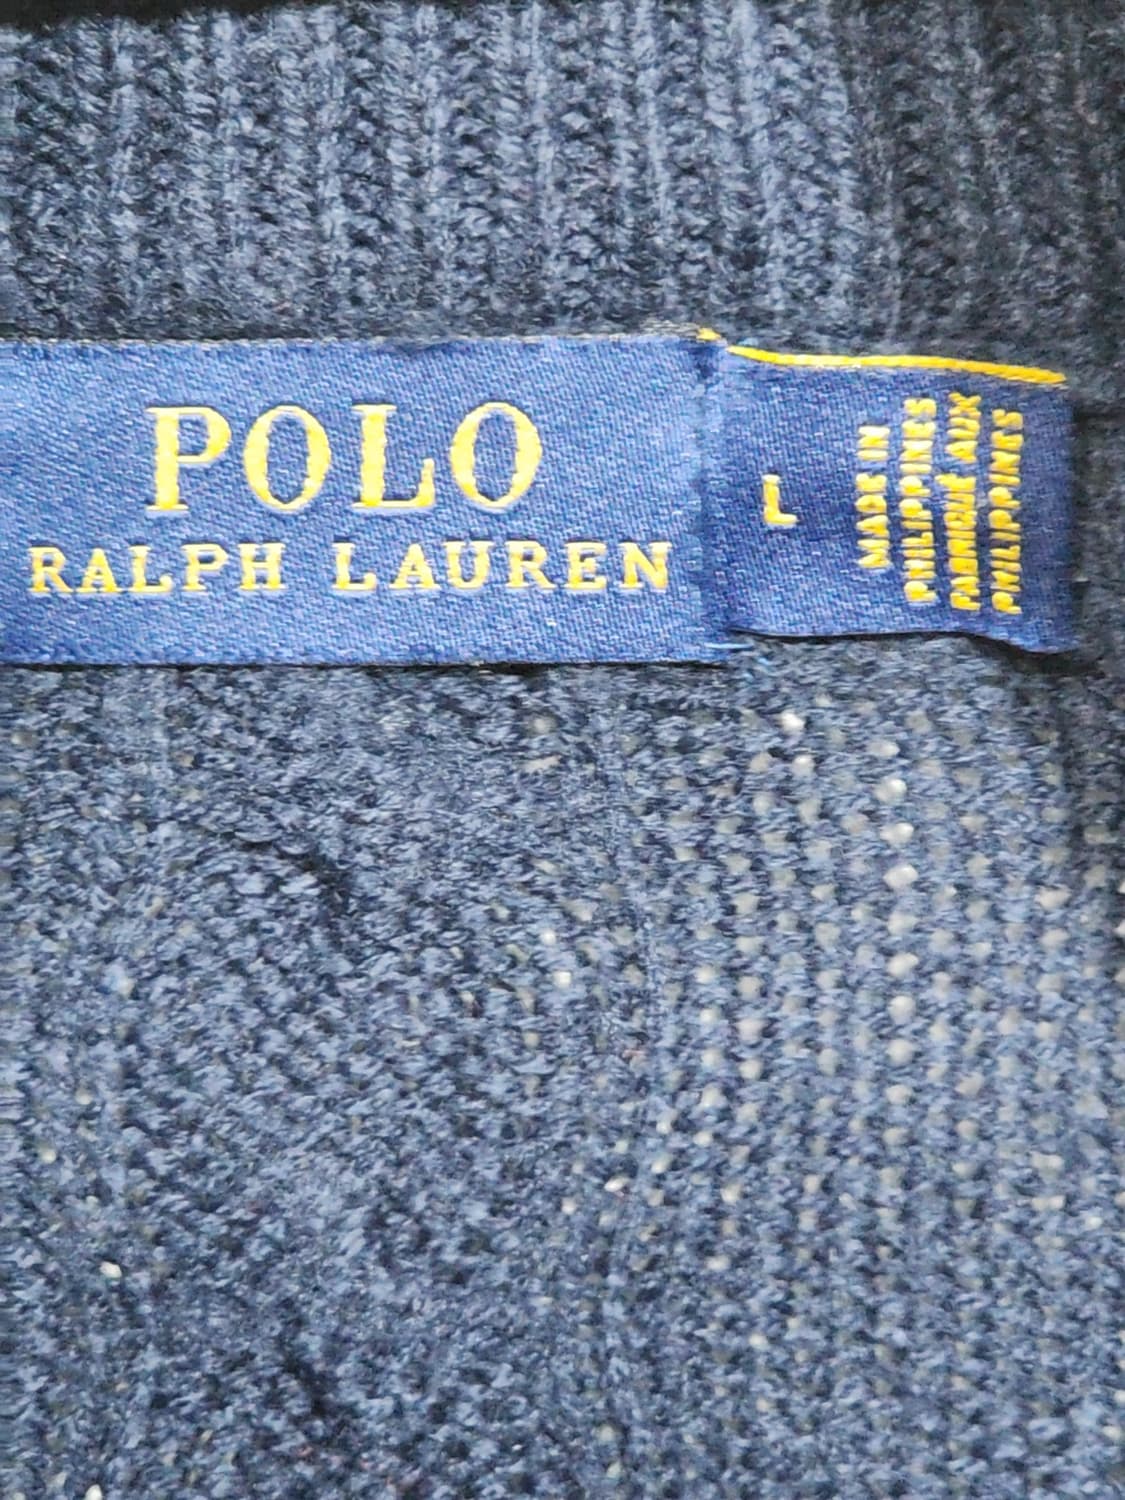 POLO
RALPH LAUREN
L
MADE IN
PHILIPPINES
FABRIQUÉ AUX
PHILIPPINES